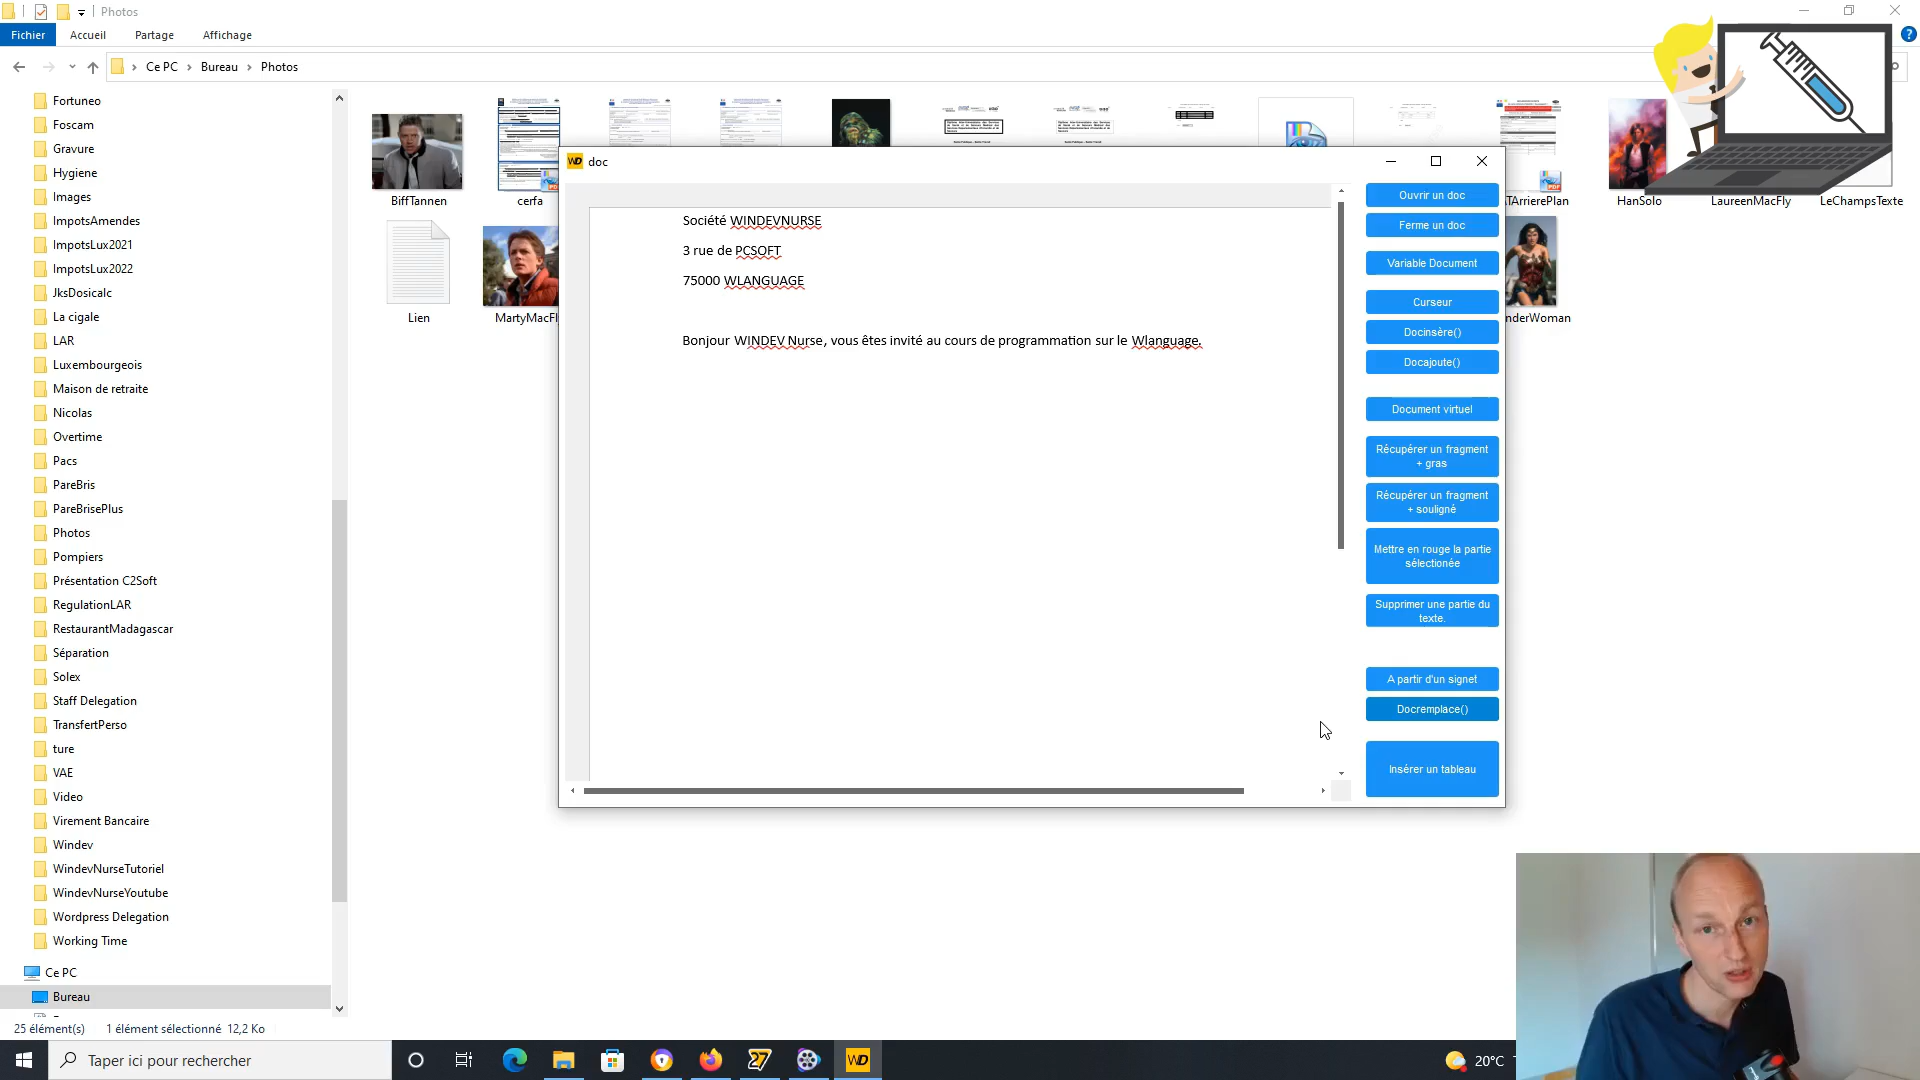 Photos
Fichier
Accueil
Partage
Affichage
?
Ce PC
Bureau
Photos
Fortuneo
Foscam
Gravure
Hygiene
Images
ImpotsAmendes
ImpotsLux2021
ImpotsLux2022
JksDosicalc
La cigale
LAR
Luxembourgeois
Maison de retraite
Nicolas
Overtime
Pacs
PareBris
PareBrisePlus
Photos
Pompiers
Présentation C2Soft
RegulationLAR
RestaurantMadagascar
Séparation
Solex
Staff Delegation
TransfertPerso
ture
VAE
Video
Virement Bancaire
Windev
WindevNurseTutoriel
WindevNurseYoutube
Wordpress Delegation
Working Time
Ce PC
Bureau
25 élément(s)
1 élément sélectionné 12,2 Ko
BiffTannen
cerfa
TArrierePlan
HanSolo
LaureenMacFly
LeChampsTexte
Lien
MartyMacFl
nderWoman
WD doc
Société WINDEVNURSE
3 rue de PCSOFT
75000 WLANGUAGE
Bonjour WINDEV Nurse, vous êtes invité au cours de programmation sur le Wlanguage.
Ouvrir un doc
Ferme un doc
Variable Document
Curseur
Docinsère()
Docajoute()
Document virtuel
Récupérer un fragment
+ gras
Récupérer un fragment
+ souligné
Mettre en rouge la partie
sélectionée
Supprimer une partie du
texte.
A partir d'un signet
Docremplace()
Insérer un tableau
Taper ici pour rechercher
27
WD
20°C